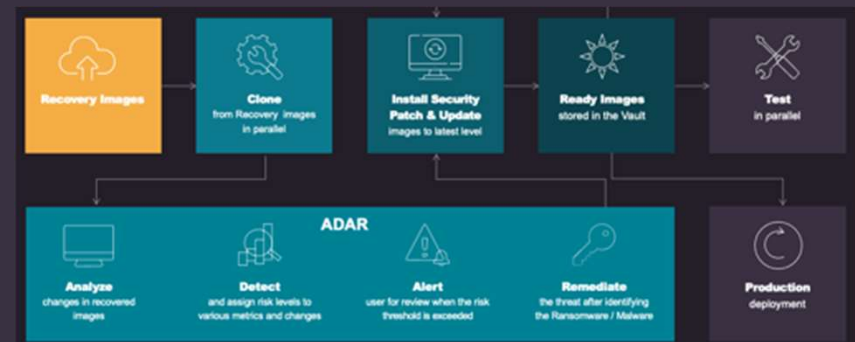 Recovery Images
Clone
from Recovery images
in parallel
Install Security
Patch & Update
images to latest level
Ready Images
stored in the Vault
Test
in parallel
ADAR
Analyze
changes in recovered
images
Detect
and assign risk levels to
various metrics and changes
Alert
user for review when the risk
threshold is exceeded
Remediate
the threat after identifying
the Ransomware / Malware
Production
deployment